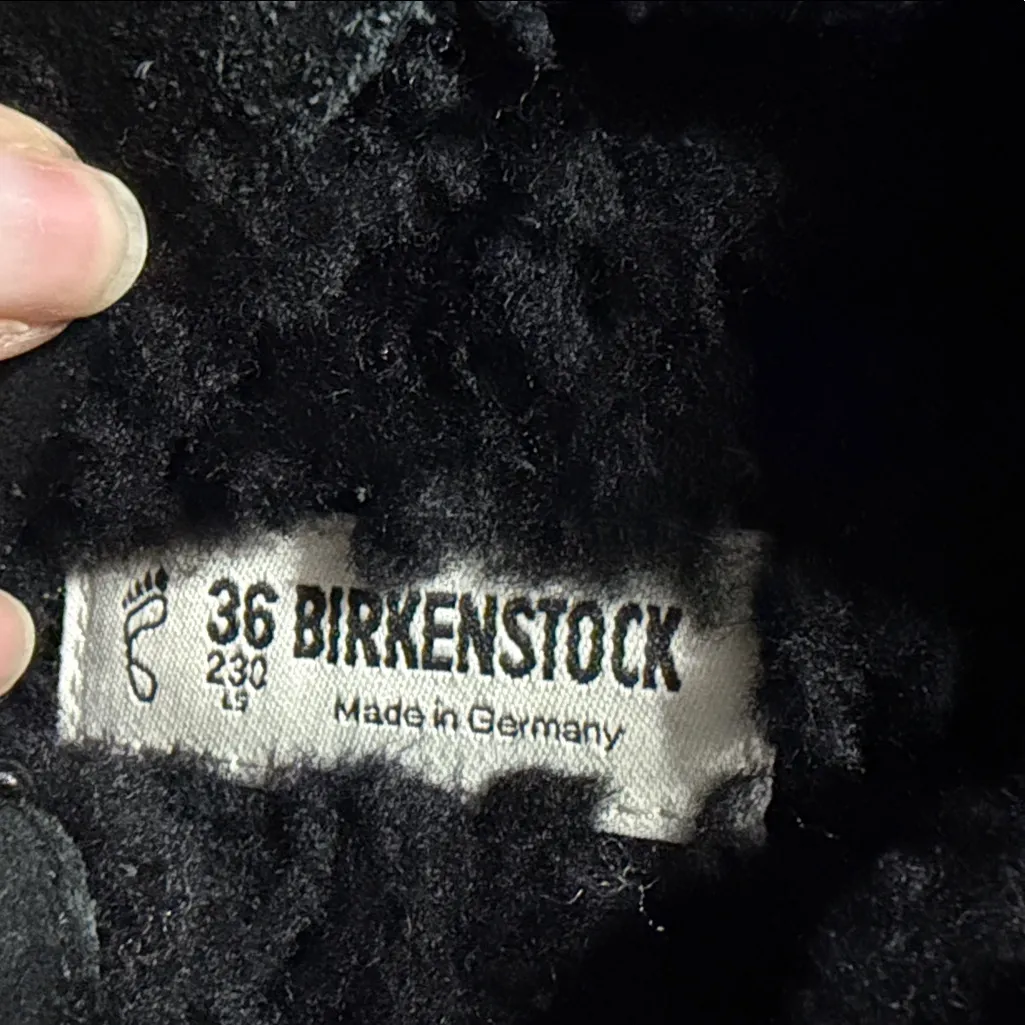 36 BIRKENSTOCK
230
L5
Made in Germany